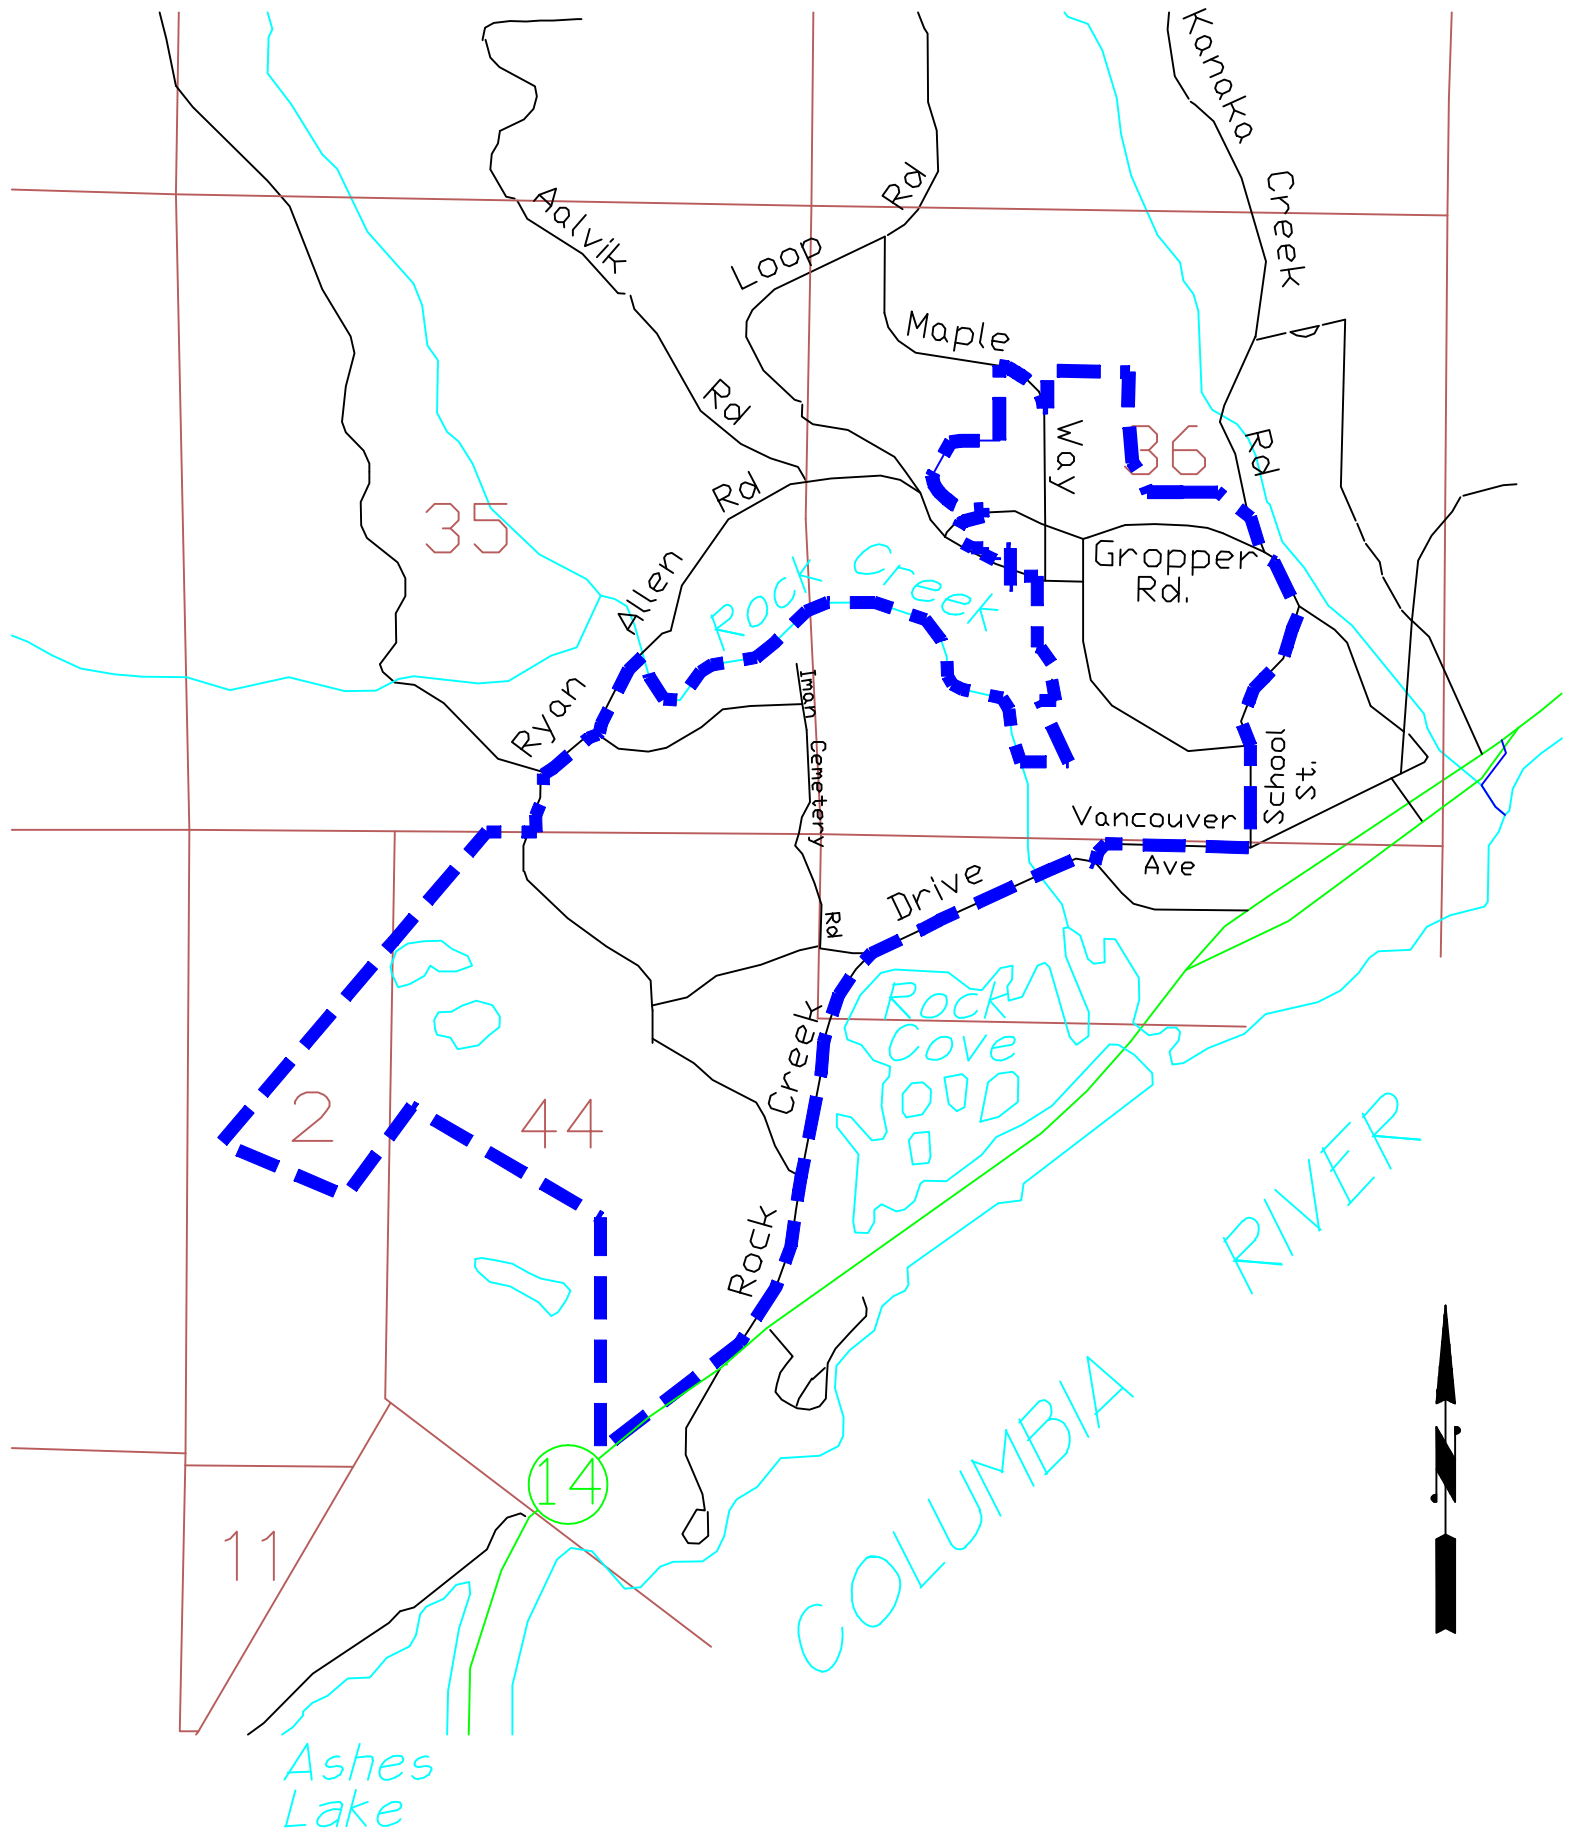 Kanaka
Creek
Rd
Aalvik
Rd
Loop
Rd
Maple
Way
36
35
Ryan
Allen
Rd
Rock Creek
Gropper
Rd.
Iman
Cemetery
Rd
School
St.
Vancouver
Ave
Rock
Creek
Drive
Rock
Cove
2
44
11
14
COLUMBIA
RIVER
N
Ashes
Lake